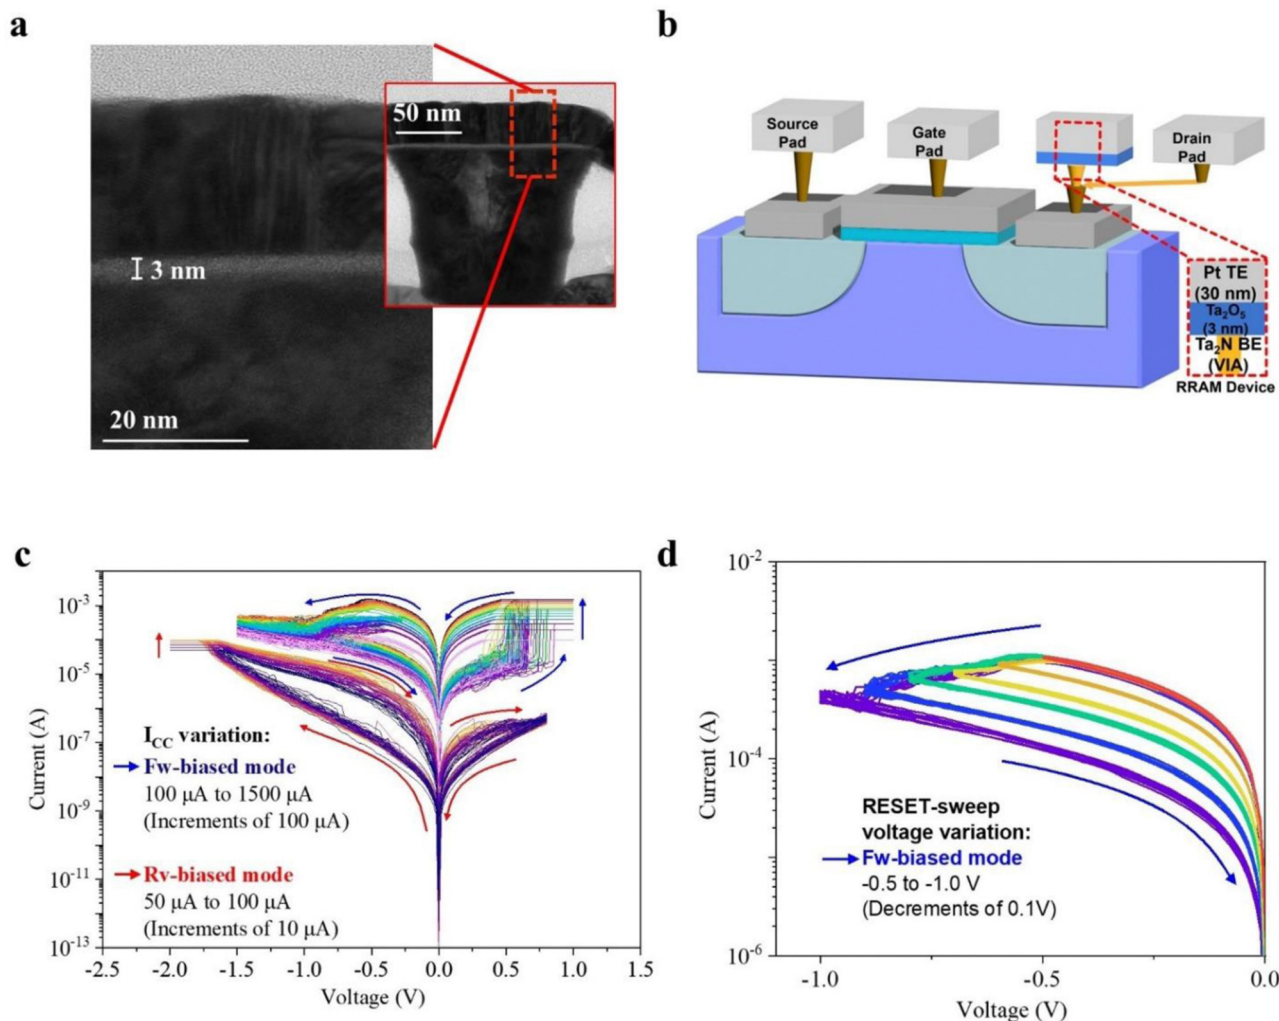 a
50 nm
3 nm
20 nm
b
Source
Pad
Gate
Pad
Drain
Pad
Pt TE
(30 nm)
Ta₂O₅
(3 nm)
Ta₂N BE
(VIA)
RRAM Device
c
Current (A)
10⁻³
10⁻⁵
10⁻⁷
10⁻⁹
10⁻¹¹
10⁻¹³
I_CC variation:
Fw-biased mode
100 μA to 1500 μA
(Increments of 100 μA)
Rv-biased mode
50 μA to 100 μA
(Increments of 10 μA)
-2.5 -2.0 -1.5 -1.0 -0.5 0.0 0.5 1.0 1.5
Voltage (V)
d
Current (A)
10⁻²
10⁻⁴
10⁻⁶
RESET-sweep
voltage variation:
Fw-biased mode
-0.5 to -1.0 V
(Decrements of 0.1V)
-1.0 -0.5 0.0
Voltage (V)